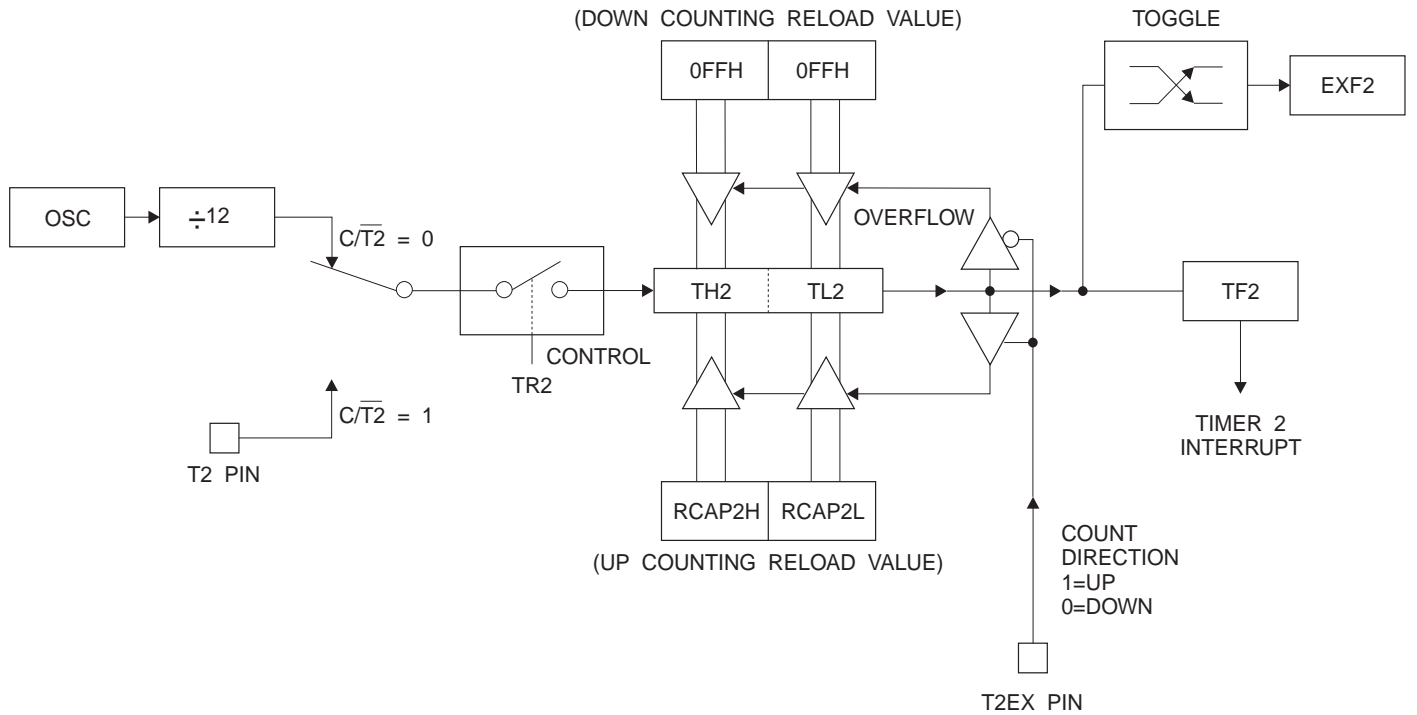 (DOWN COUNTING RELOAD VALUE)
TOGGLE
0FFH 0FFH
EXF2
OSC
÷12
OVERFLOW
C/T2̅ = 0
TH2 TL2
TF2
CONTROL
TR2
C/T2̅ = 1
T2 PIN
TIMER 2
INTERRUPT
RCAP2H RCAP2L
(UP COUNTING RELOAD VALUE)
COUNT
DIRECTION
1=UP
0=DOWN
T2EX PIN